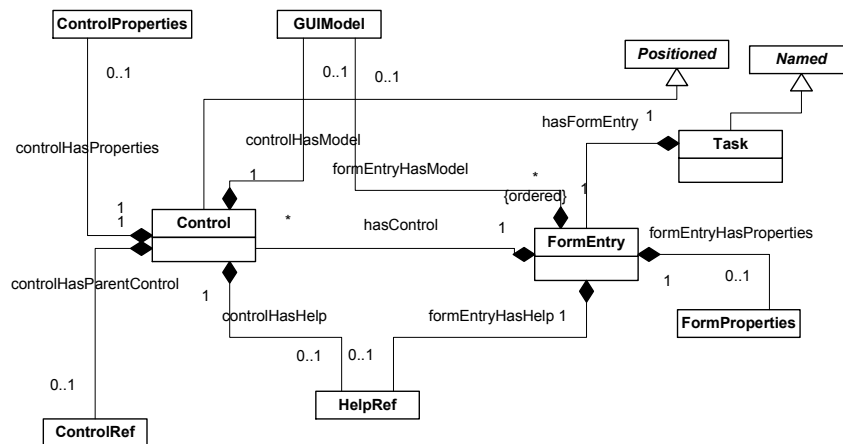 ControlProperties
GUIModel
Positioned
Named
0..1
0..1
0..1
hasFormEntry
1
Task
controlHasModel
controlHasProperties
formEntryHasModel
1
*
{ordered}
1
1
1
Control
*
hasControl
1
FormEntry
formEntryHasProperties
controlHasParentControl
1
0..1
1
controlHasHelp
formEntryHasHelp
1
FormProperties
0..1
0..1
0..1
HelpRef
ControlRef